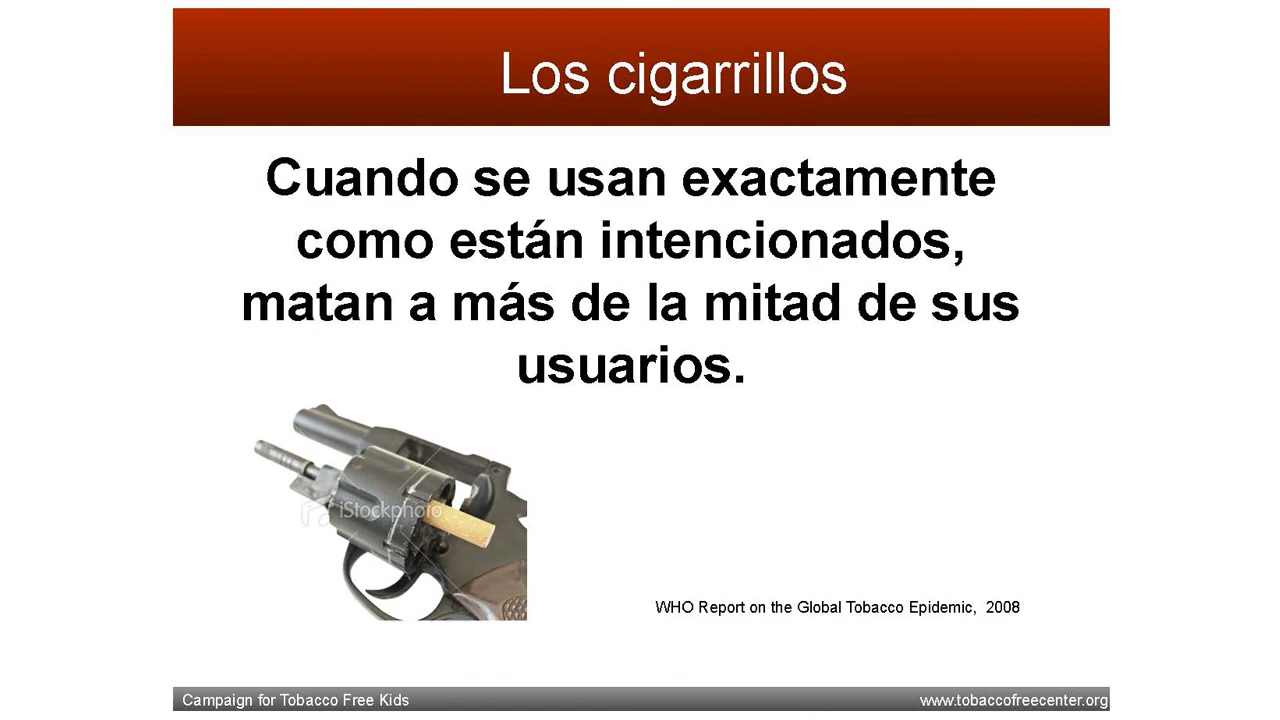 Los cigarrillos
Cuando se usan exactamente
como están intencionados,
matan a más de la mitad de sus
usuarios.
iStockphoto
WHO Report on the Global Tobacco Epidemic, 2008
Campaign for Tobacco Free Kids
www.tobaccofreecenter.org